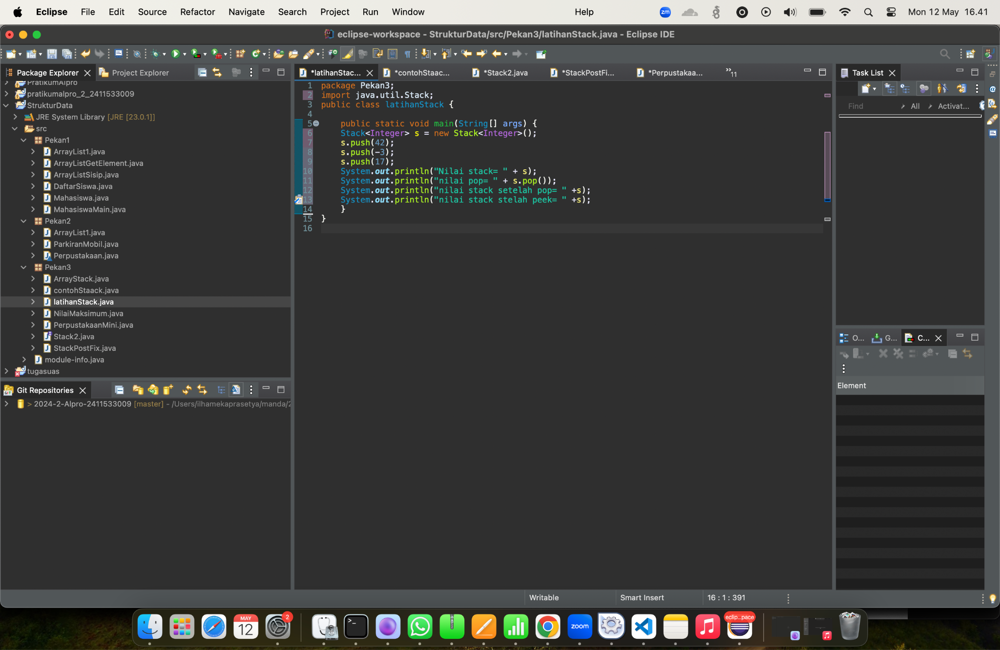 Eclipse File Edit Source Refactor Navigate Search Project Run Window Help zm Mon 12 May 16.41
eclipse-workspace - StrukturData/src/Pekan3/latihanStack.java - Eclipse IDE
Package Explorer
Project Explorer
PratikumAlpro
pratikumalpro_2_2411533009
StrukturData
JRE System Library [JRE [23.0.1]]
src
Pekan1
ArrayList1.java
ArrayListGetElement.java
ArrayListSisip.java
DaftarSiswa.java
Mahasiswa.java
MahasiswaMain.java
Pekan2
ArrayList1.java
ParkiranMobil.java
Perpustakaan.java
Pekan3
ArrayStack.java
contohStaack.java
latihanStack.java
NilaiMaksimum.java
PerpustakaanMini.java
Stack2.java
StackPostFix.java
module-info.java
tugasuas
Git Repositories
> 2024-2-Alpro-2411533009 [master] - /Users/ilhamekaprasetya/manda/2
*latihanStac... *contohStaac... *Stack2.java *StackPostFi... *Perpustakaa... »11
1 package Pekan3;
2 import java.util.Stack;
3 public class latihanStack {
4
5 public static void main(String[] args) {
6 Stack<Integer> s = new Stack<Integer>();
7 s.push(42);
8 s.push(-3);
9 s.push(17);
10 System.out.println("Nilai stack= " + s);
11 System.out.println("nilai pop= " + s.pop());
12 System.out.println("nilai stack setelah pop= " +s);
13 System.out.println("nilai stack stelah peek= " +s);
14 }
15 }
16
Task List
Find All Activat...
O... G... C...
Element
Writable Smart Insert 16 : 1 : 391
MAY
12
2
zoom
eclip...pace